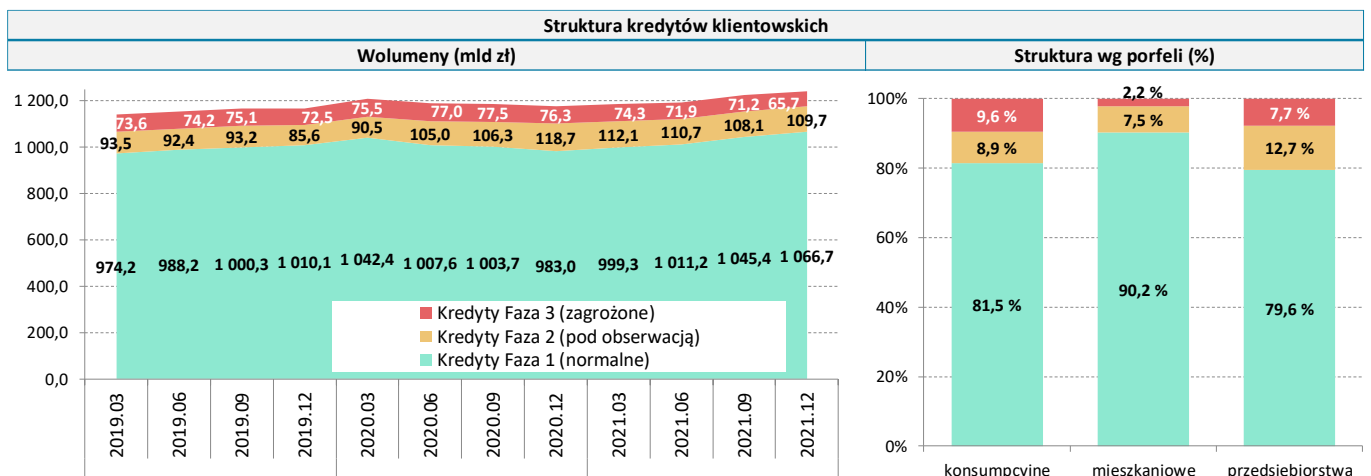 Struktura kredytów klientowskich
Wolumeny (mld zł)
Struktura wg porfeli (%)
1 200,0
1 000,0
800,0
600,0
400,0
200,0
0,0
73,6 74,2 75,1 72,5 75,5 77,0 77,5 76,3 74,3 71,9 71,2 65,7
93,5 92,4 93,2 85,6 90,5 105,0 106,3 118,7 112,1 110,7 108,1 109,7
974,2 988,2 1 000,3 1 010,1 1 042,4 1 007,6 1 003,7 983,0 999,3 1 011,2 1 045,4 1 066,7
Kredyty Faza 3 (zagrożone)
Kredyty Faza 2 (pod obserwacją)
Kredyty Faza 1 (normalne)
2019.03 2019.06 2019.09 2019.12 2020.03 2020.06 2020.09 2020.12 2021.03 2021.06 2021.09 2021.12
100%
80%
60%
40%
20%
0%
9,6 % 2,2 % 7,7 %
8,9 % 7,5 % 12,7 %
81,5 % 90,2 % 79,6 %
konsumpcyjne mieszkaniowe przedsiębiorstwa